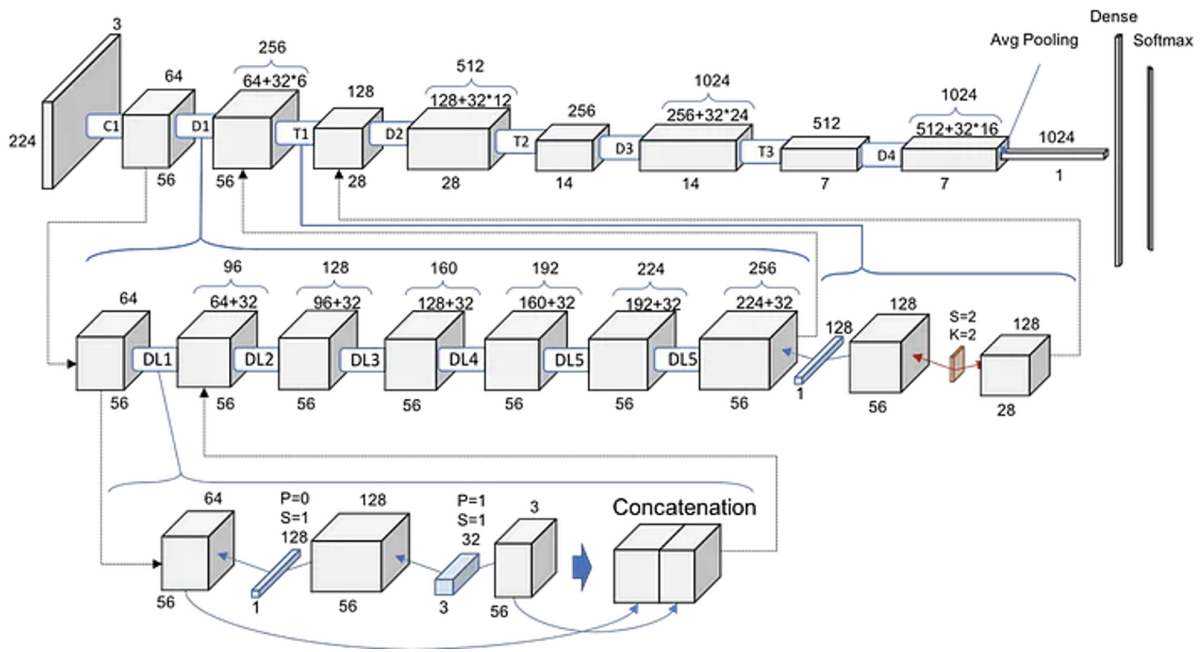 3
224
C1
64
56
D1
256
64+32*6
56
T1
128
28
D2
512
128+32*12
28
T2
256
14
D3
1024
256+32*24
14
T3
512
7
D4
1024
512+32*16
7
Avg Pooling
1024
1
Dense
Softmax
64
56
DL1
96
64+32
56
DL2
128
96+32
56
DL3
160
128+32
56
DL4
192
160+32
56
DL5
224
192+32
56
DL5
256
224+32
56
128
1
128
56
S=2
K=2
128
28
64
56
P=0
S=1
128
1
128
56
P=1
S=1
32
3
3
56
Concatenation